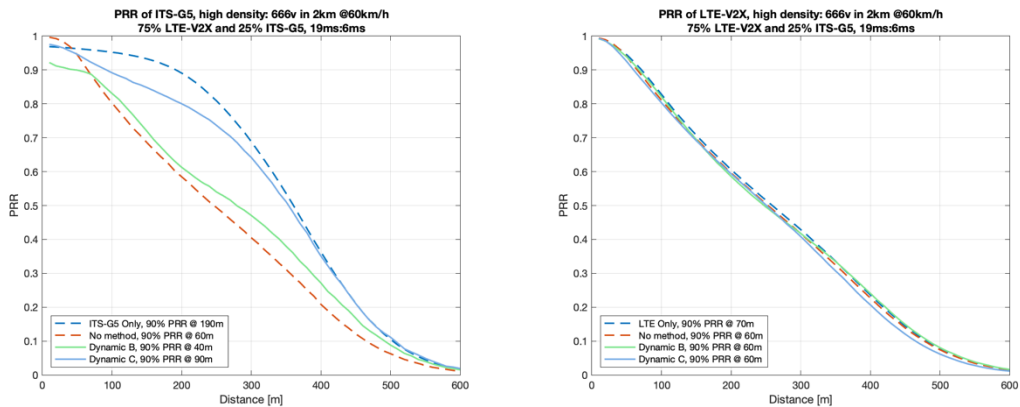 PRR of ITS-G5, high density: 666v in 2km @60km/h
75% LTE-V2X and 25% ITS-G5, 19ms:6ms
1
0.9
0.8
0.7
0.6
0.5
0.4
0.3
0.2
0.1
0
PRR
ITS-G5 Only, 90% PRR @ 190m
No method, 90% PRR @ 60m
Dynamic B, 90% PRR @ 40m
Dynamic C, 90% PRR @ 90m
0 100 200 300 400 500 600
Distance [m]
PRR of LTE-V2X, high density: 666v in 2km @60km/h
75% LTE-V2X and 25% ITS-G5, 19ms:6ms
1
0.9
0.8
0.7
0.6
0.5
0.4
0.3
0.2
0.1
0
PRR
LTE Only, 90% PRR @ 70m
No method, 90% PRR @ 60m
Dynamic B, 90% PRR @ 60m
Dynamic C, 90% PRR @ 60m
0 100 200 300 400 500 600
Distance [m]